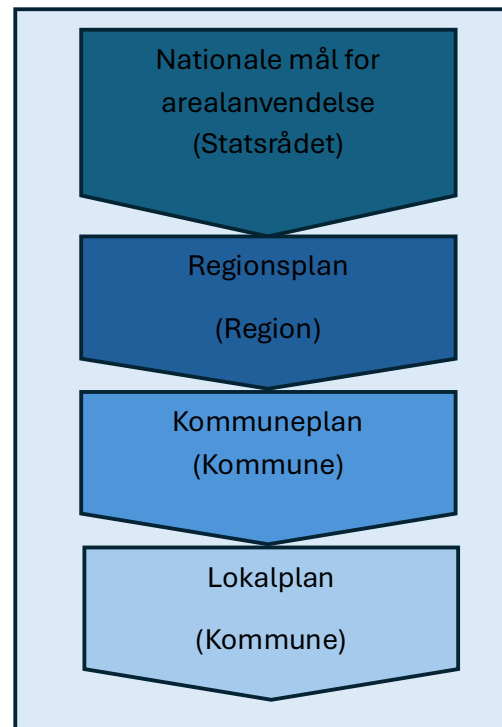 Nationale mål for
arealanvendelse
(Statsrådet)
Regionsplan
(Region)
Kommuneplan
(Kommune)
Lokalplan
(Kommune)